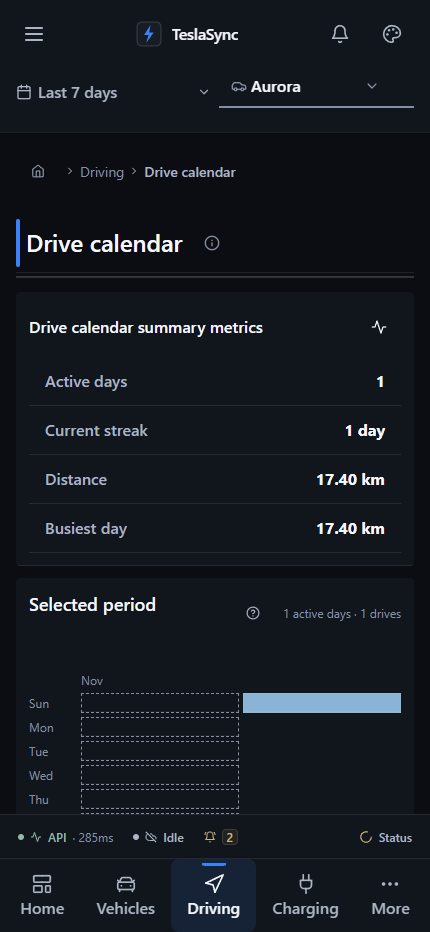 TeslaSync
Last 7 days
Aurora
Driving
Drive calendar
Drive calendar
Drive calendar summary metrics
Active days 1
Current streak 1 day
Distance 17.40 km
Busiest day 17.40 km
Selected period
1 active days · 1 drives
Nov
Sun
Mon
Tue
Wed
Thu
API · 285ms Idle 2 Status
Home Vehicles Driving Charging More